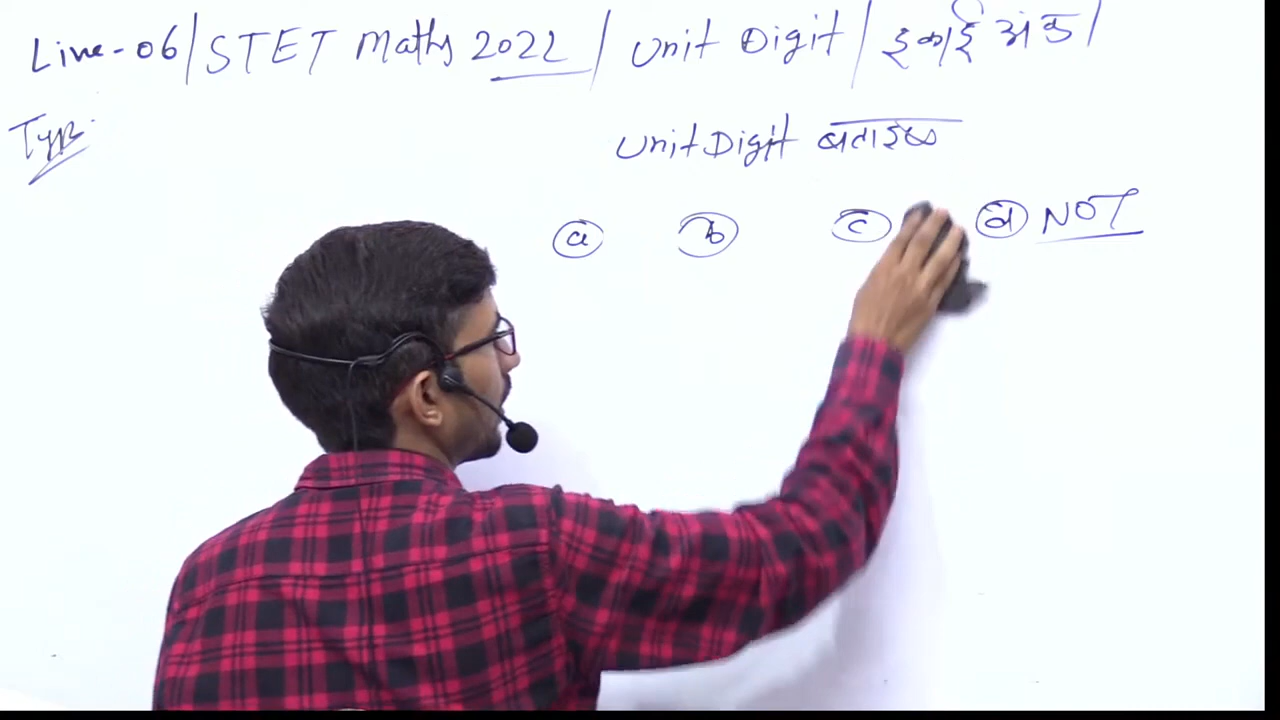 Live-06/STET Maths 2022/Unit Digit/इकाई अंक/
Type
Unit Digit बताइए
(a) (b) (c) (d) NOT